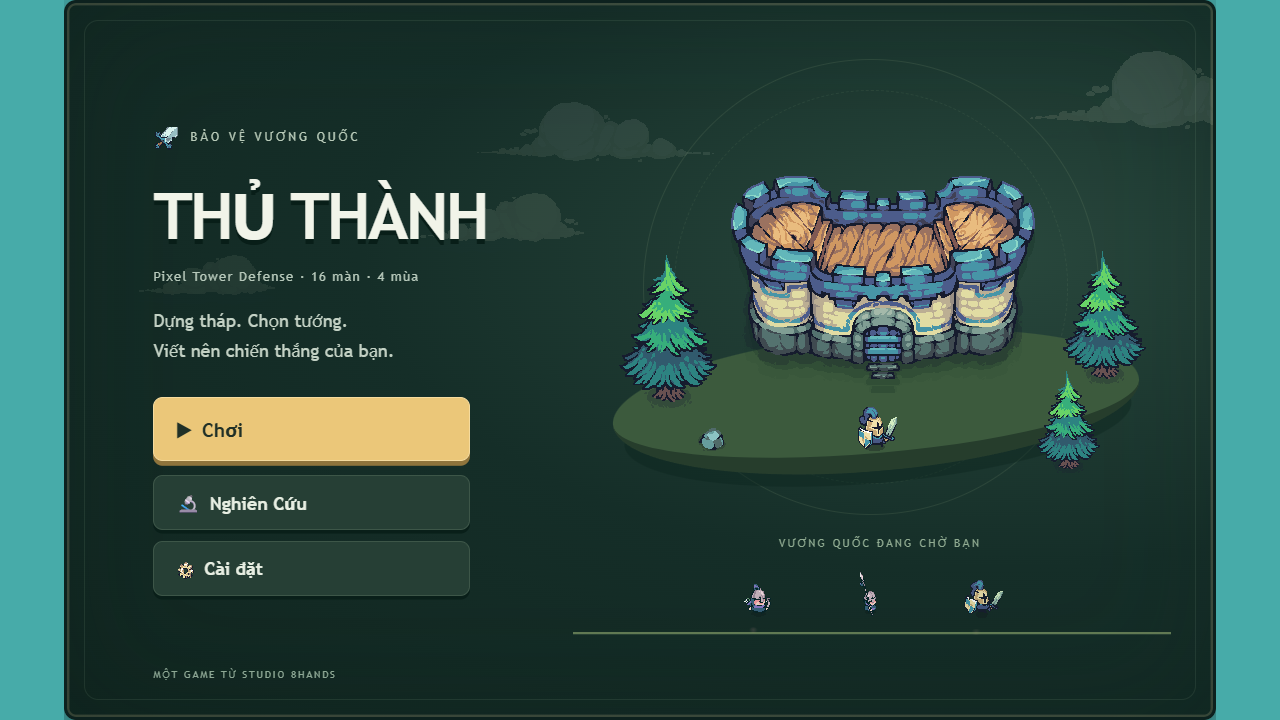 BẢO VỆ VƯƠNG QUỐC
THỦ THÀNH
Pixel Tower Defense · 16 màn · 4 mùa
Dựng tháp. Chọn tướng.
Viết nên chiến thắng của bạn.
Chơi
Nghiên Cứu
Cài đặt
VƯƠNG QUỐC ĐANG CHỜ BẠN
MỘT GAME TỪ STUDIO 8HANDS